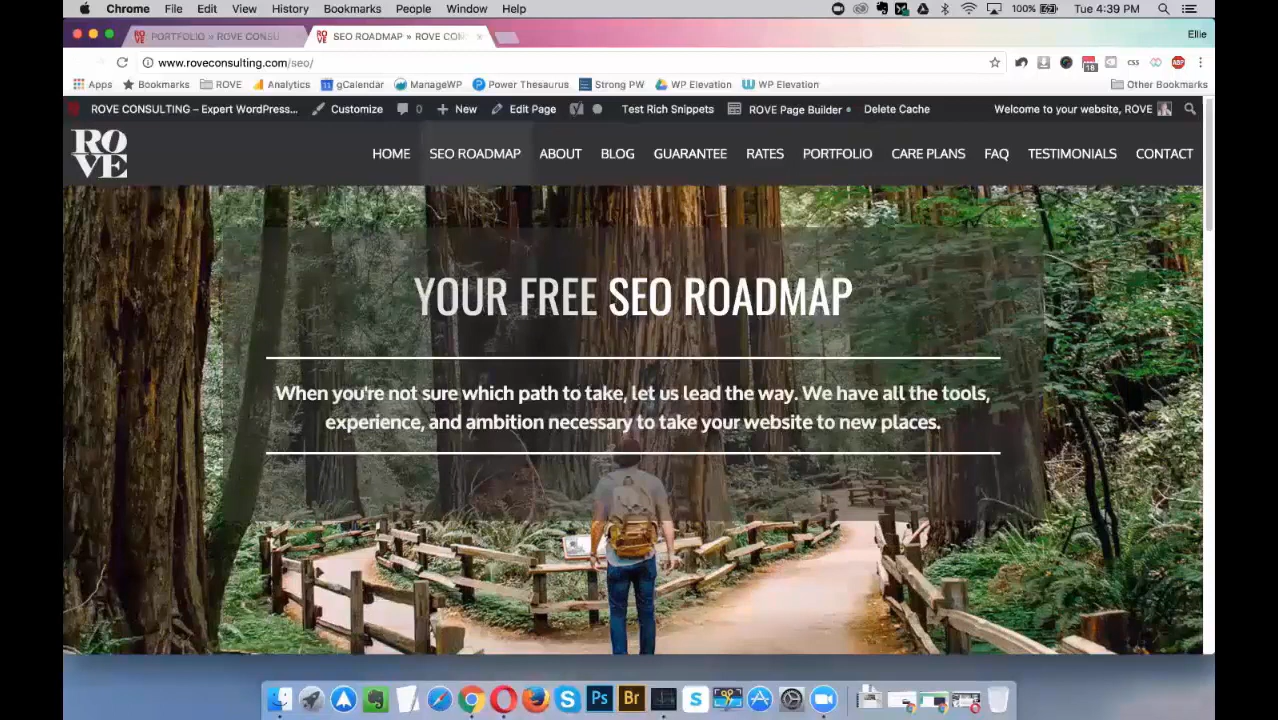 Chrome File Edit View History Bookmarks People Window Help 100% Tue 4:39 PM
PORTFOLIO » ROVE CONSU SEO ROADMAP » ROVE CON Ellie
www.roveconsulting.com/seo/ 18 CSS ABP
Apps Bookmarks ROVE Analytics gCalendar ManageWP Power Thesaurus Strong PW WP Elevation WP Elevation Other Bookmarks
ROVE CONSULTING – Expert WordPress... Customize 0 New Edit Page Test Rich Snippets ROVE Page Builder Delete Cache Welcome to your website, ROVE
ROVE
HOME SEO ROADMAP ABOUT BLOG GUARANTEE RATES PORTFOLIO CARE PLANS FAQ TESTIMONIALS CONTACT
YOUR FREE SEO ROADMAP
When you're not sure which path to take, let us lead the way. We have all the tools,
experience, and ambition necessary to take your website to new places.
Ps Br